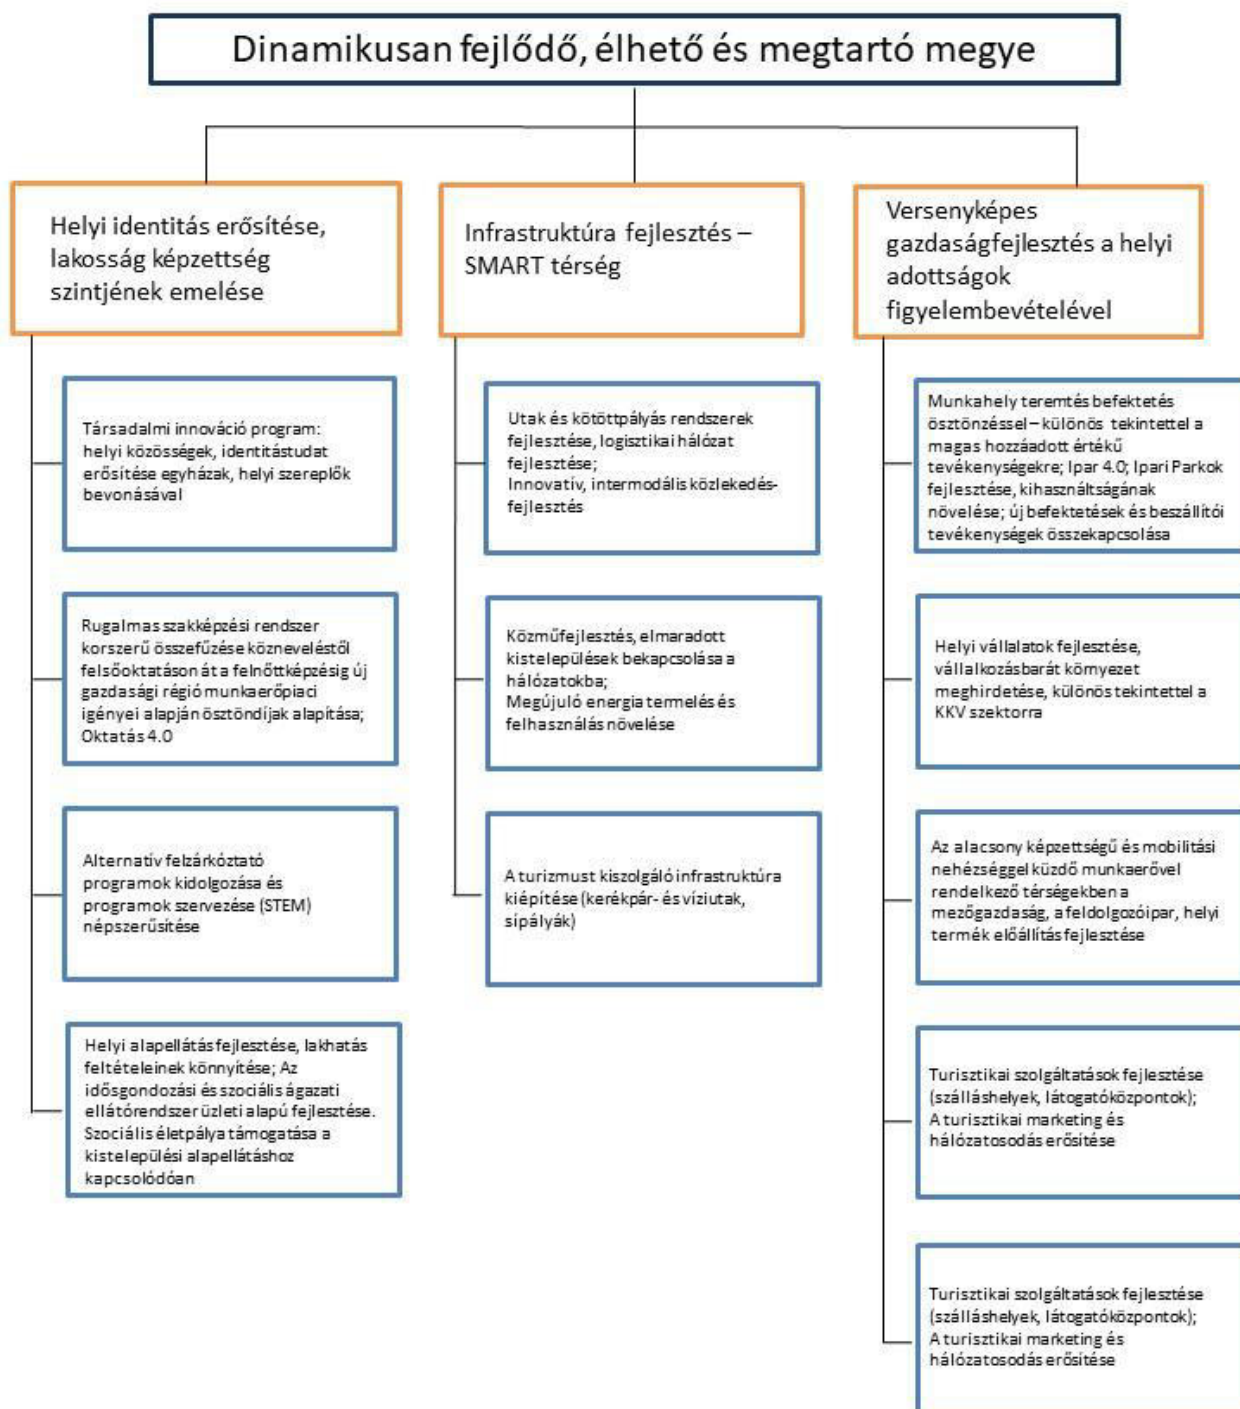 Dinamikusan fejlődő, élhető és megtartó megye
Helyi identitás erősítése,
lakosság képzettség
szintjének emelése
Társadalmi innováció program:
helyi közösségek, identitástudat
erősítése egyházak, helyi szereplők
bevonásával
Rugalmas szakképzési rendszer
korszerű összefűzéseközneveléstől
felsőoktatáson át a felnőttképzésig új
gazdasági régió munkaerőpiaci
igényei alapján ösztöndíjak alapítása;
Oktatás 4.0
Alternatív felzárkóztató
programok kidolgozása és
programok szervezése (STEM)
népszerűsítése
Helyi alapellátás fejlesztése, lakhatás
feltételeinek könnyítése; Az
idősgondozási és szociális ágazati
ellátórendszer üzleti alapú fejlesztése.
Szociális életpálya támogatása a
kistelepülési alapellátáshoz
kapcsolódóan
Infrastruktúra fejlesztés –
SMART térség
Utak és kötöttpályás rendszerek
fejlesztése, logisztikai hálózat
fejlesztése;
Innovatív, intermodális közlekedés-
fejlesztés
Közműfejlesztés, elmaradott
kistelepülések bekapcsolása a
hálózatokba;
Megújuló energia termelés és
felhasználás növelése
A turizmust kiszolgáló infrastruktúra
kiépítése (kerékpár- és víziutak,
sípályák)
Versenyképes
gazdaságfejlesztés a helyi
adottságok
figyelembevételével
Munkahely teremtés befektetés
ösztönzéssel – különös tekintettel a
magas hozzáadott értékű
tevékenységekre; Ipar 4.0; Ipari Parkok
fejlesztése, kihasználtságának
növelése; új befektetések és beszállítói
tevékenységek összekapcsolása
Helyi vállalatok fejlesztése,
vállalkozásbarát környezet
meghirdetése, különös tekintettel a
KKV szektorra
Az alacsony képzettségű és mobilitási
nehézséggel küzdő munkaerővel
rendelkező térségekben a
mezőgazdaság, a feldolgozóipar, helyi
termék előállítás fejlesztése
Turisztikai szolgáltatások fejlesztése
(szálláshelyek, látogatóközpontok);
A turisztikai marketing és
hálózatosodás erősítése
Turisztikai szolgáltatások fejlesztése
(szálláshelyek, látogatóközpontok);
A turisztikai marketing és
hálózatosodás erősítése